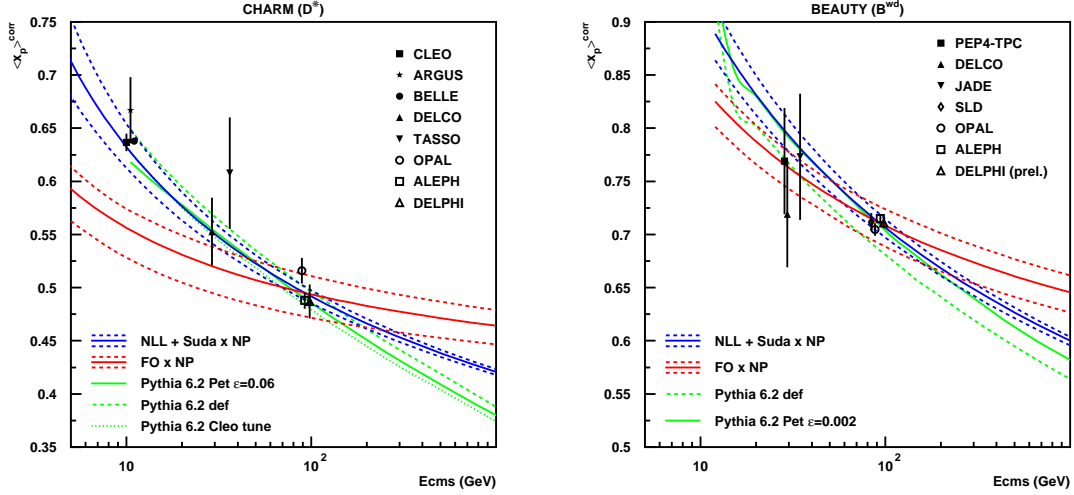 CHARM (D*)
<x_p>^corr
0.75
0.7
0.65
0.6
0.55
0.5
0.45
0.4
0.35
CLEO
ARGUS
BELLE
DELCO
TASSO
OPAL
ALEPH
DELPHI
NLL + Suda x NP
FO x NP
Pythia 6.2 Pet ε=0.06
Pythia 6.2 def
Pythia 6.2 Cleo tune
10 10²
Ecms (GeV)
BEAUTY (B^wd)
<x_p>^corr
0.9
0.85
0.8
0.75
0.7
0.65
0.6
0.55
0.5
PEP4-TPC
DELCO
JADE
SLD
OPAL
ALEPH
DELPHI (prel.)
NLL + Suda x NP
FO x NP
Pythia 6.2 def
Pythia 6.2 Pet ε=0.002
10 10²
Ecms (GeV)